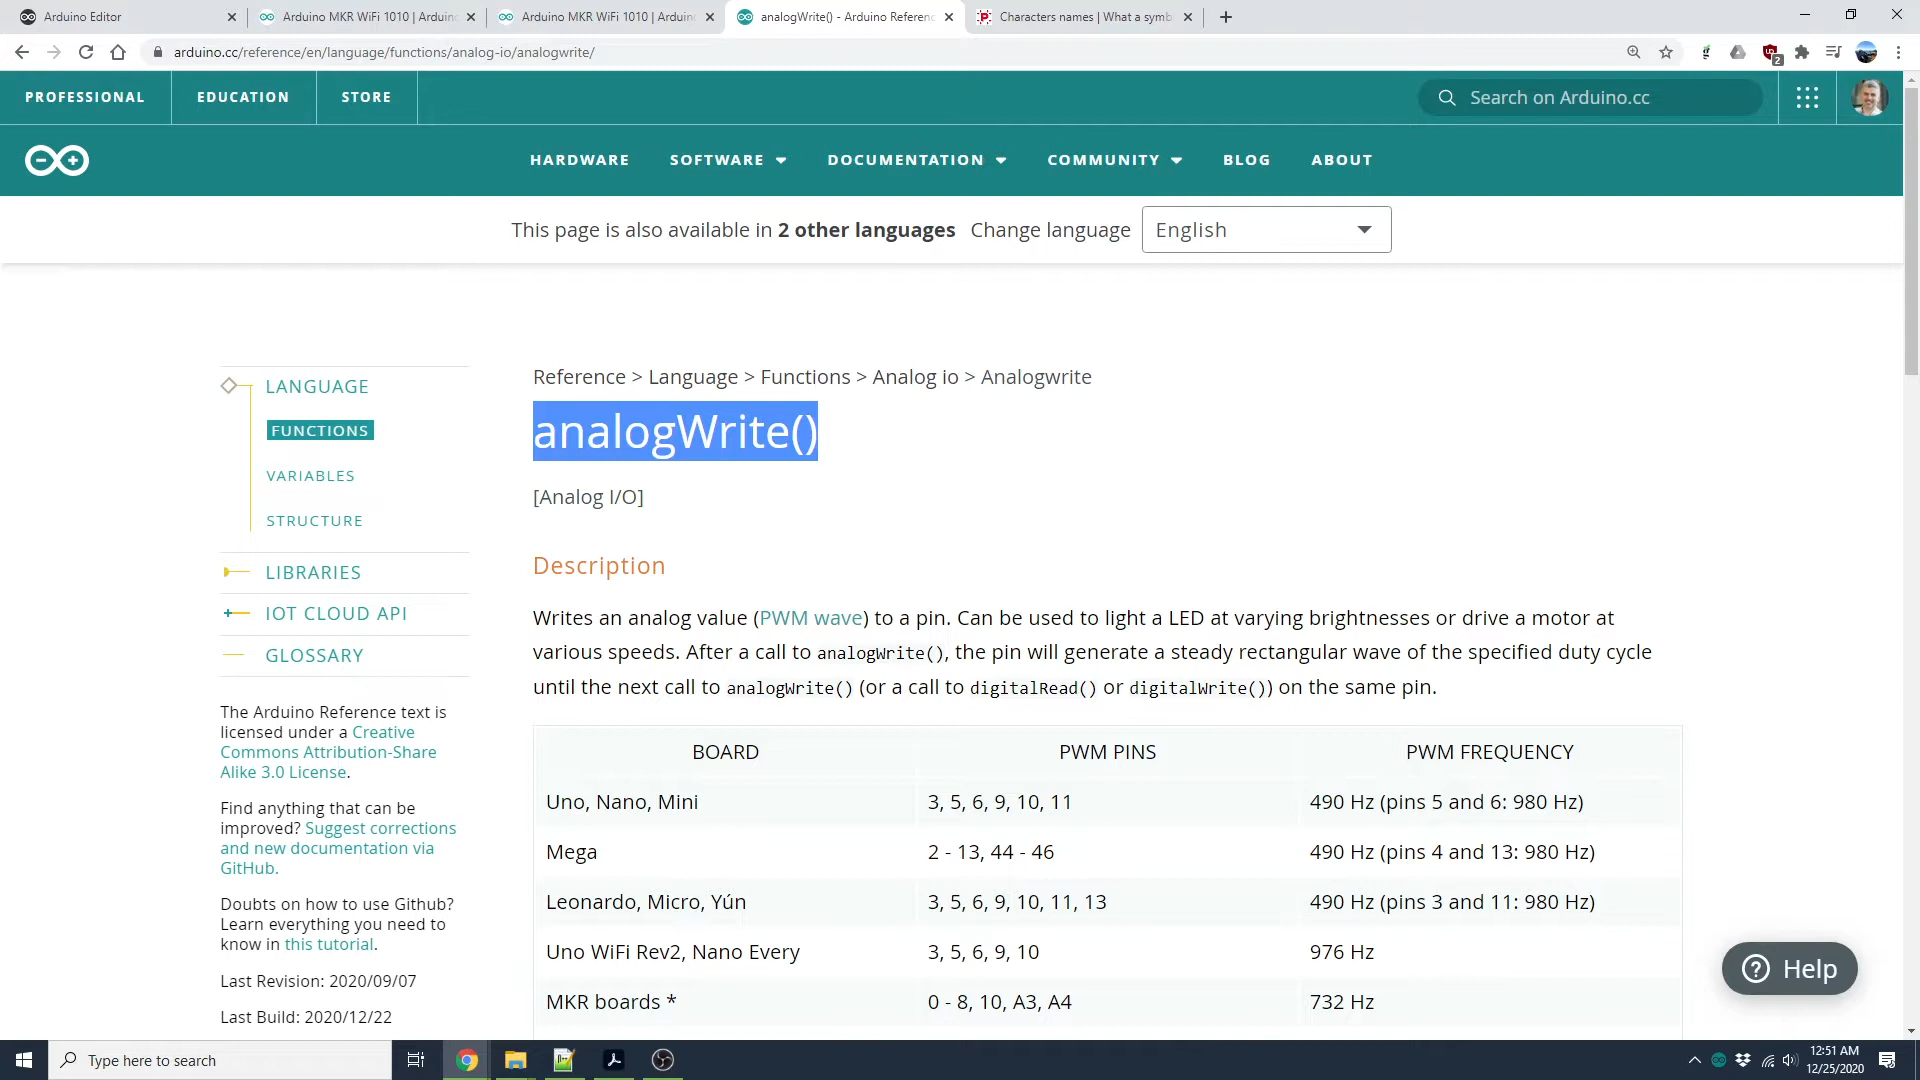 Arduino Editor
Arduino MKR WiFi 1010 | Arduin
Arduino MKR WiFi 1010 | Arduin
analogWrite() - Arduino Referenc
Characters names | What a symb
arduino.cc/reference/en/language/functions/analog-io/analogwrite/
2
PROFESSIONAL
EDUCATION
STORE
Search on Arduino.cc
HARDWARE
SOFTWARE
DOCUMENTATION
COMMUNITY
BLOG
ABOUT
This page is also available in 2 other languages Change language
English
LANGUAGE
FUNCTIONS
VARIABLES
STRUCTURE
LIBRARIES
IOT CLOUD API
GLOSSARY
The Arduino Reference text is
licensed under a Creative
Commons Attribution-Share
Alike 3.0 License.
Find anything that can be
improved? Suggest corrections
and new documentation via
GitHub.
Doubts on how to use Github?
Learn everything you need to
know in this tutorial.
Last Revision: 2020/09/07
Last Build: 2020/12/22
Reference > Language > Functions > Analog io > Analogwrite
analogWrite()
[Analog I/O]
Description
Writes an analog value (PWM wave) to a pin. Can be used to light a LED at varying brightnesses or drive a motor at
various speeds. After a call to analogWrite(), the pin will generate a steady rectangular wave of the specified duty cycle
until the next call to analogWrite() (or a call to digitalRead() or digitalWrite()) on the same pin.
BOARD PWM PINS PWM FREQUENCY
Uno, Nano, Mini 3, 5, 6, 9, 10, 11 490 Hz (pins 5 and 6: 980 Hz)
Mega 2 - 13, 44 - 46 490 Hz (pins 4 and 13: 980 Hz)
Leonardo, Micro, Yún 3, 5, 6, 9, 10, 11, 13 490 Hz (pins 3 and 11: 980 Hz)
Uno WiFi Rev2, Nano Every 3, 5, 6, 9, 10 976 Hz
MKR boards * 0 - 8, 10, A3, A4 732 Hz
Help
Type here to search
12:51 AM
12/25/2020